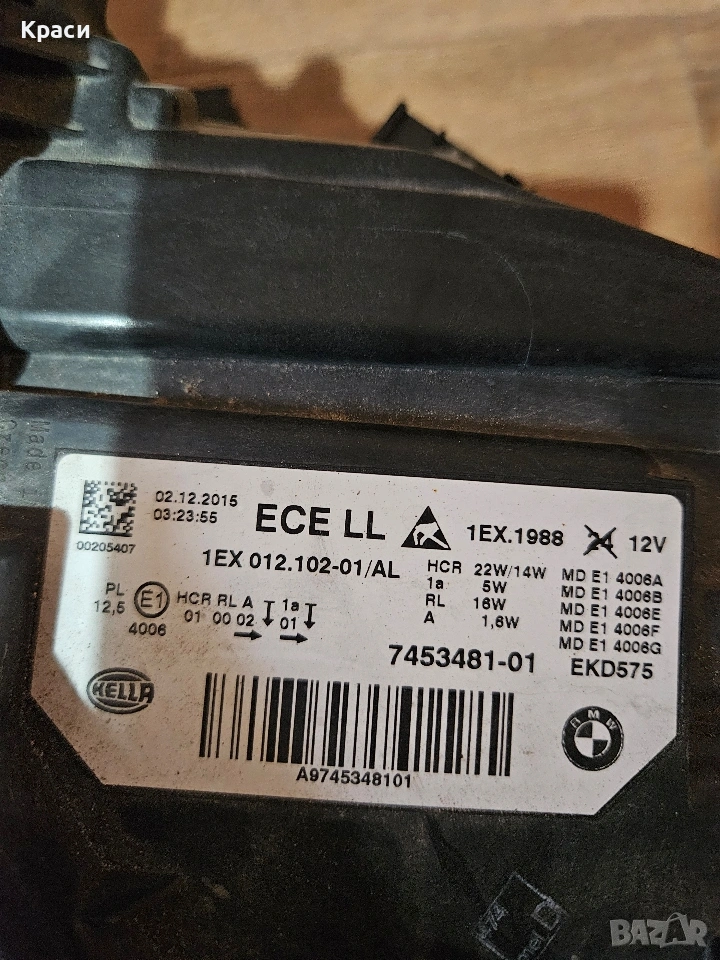 Краси
Made
02.12.2015
03:23:55
00205407
ECE LL
1EX.1988
24 12V
1EX 012.102-01/AL
HCR 22W/14W
1a 5W
RL 16W
A 1,6W
MD E1 4006A
MD E1 4006B
MD E1 4006E
MD E1 4006F
MD E1 4006G
PL
12,5
E1
4006
HCR RL A 1a
01 00 02 01
7453481-01
EKD575
HELLA
A9745348101
BMW
BAZAR